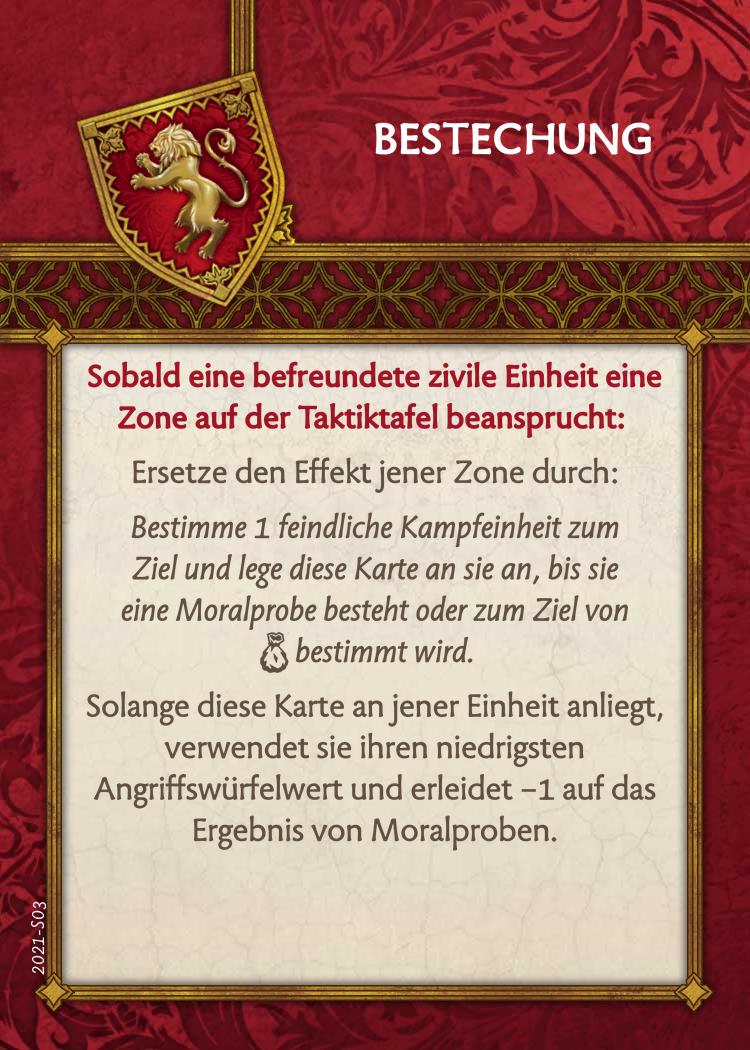 BESTECHUNG
Sobald eine befreundete zivile Einheit eine
Zone auf der Taktiktafel beansprucht:
Ersetze den Effekt jener Zone durch:
Bestimme 1 feindliche Kampfeinheit zum
Ziel und lege diese Karte an sie an, bis sie
eine Moralprobe besteht oder zum Ziel von
bestimmt wird.
Solange diese Karte an jener Einheit anliegt,
verwendet sie ihren niedrigsten
Angriffswürfelwert und erleidet −1 auf das
Ergebnis von Moralproben.
2021-S03